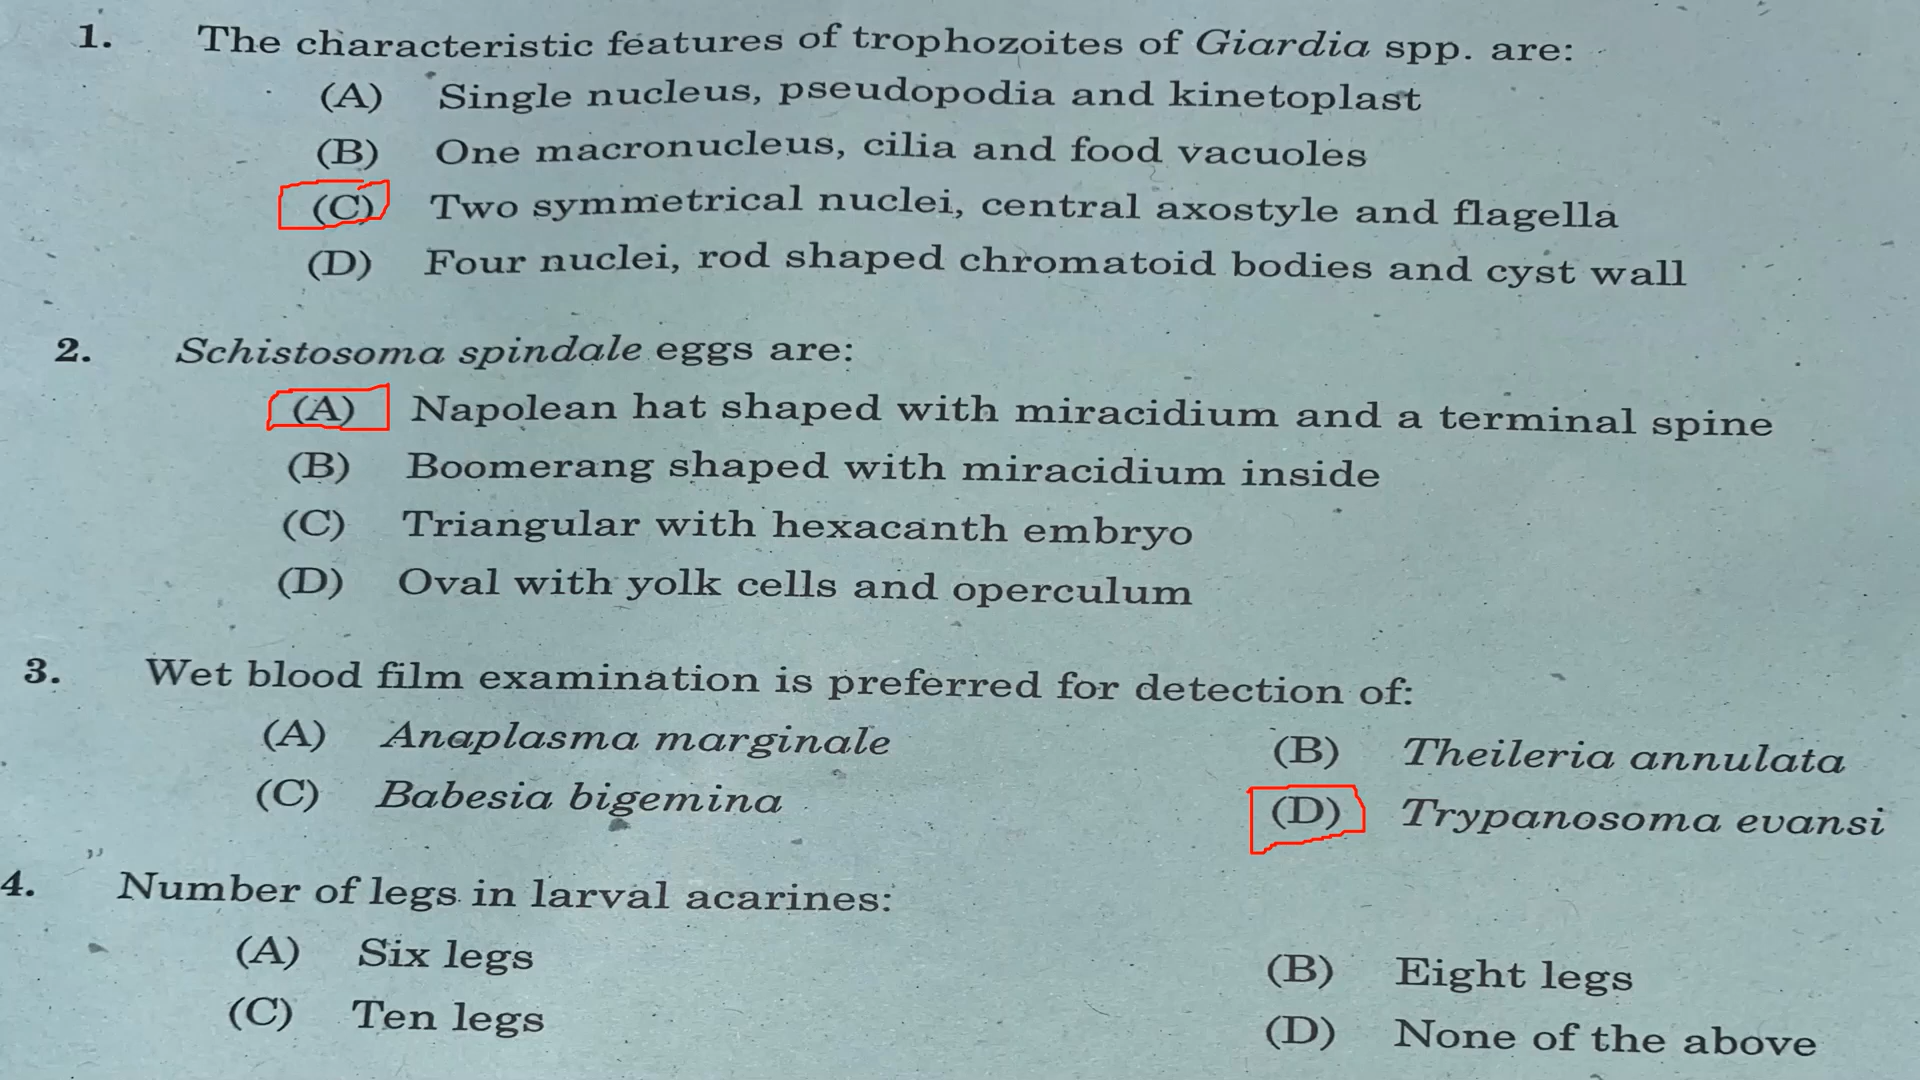 1. The characteristic features of trophozoites of Giardia spp. are:
(A) Single nucleus, pseudopodia and kinetoplast
(B) One macronucleus, cilia and food vacuoles
(C) Two symmetrical nuclei, central axostyle and flagella
(D) Four nuclei, rod shaped chromatoid bodies and cyst wall
2. Schistosoma spindale eggs are:
(A) Napolean hat shaped with miracidium and a terminal spine
(B) Boomerang shaped with miracidium inside
(C) Triangular with hexacanth embryo
(D) Oval with yolk cells and operculum
3. Wet blood film examination is preferred for detection of:
(A) Anaplasma marginale (B) Theileria annulata
(C) Babesia bigemina (D) Trypanosoma evansi
4. Number of legs in larval acarines:
(A) Six legs (B) Eight legs
(C) Ten legs (D) None of the above